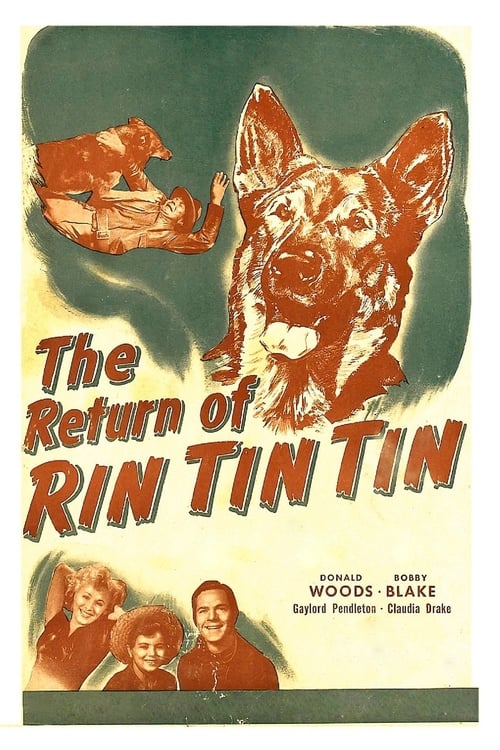 The
Return of
RIN TIN TIN
DONALD BOBBY
WOODS · BLAKE
Gaylord Pendleton · Claudia Drake